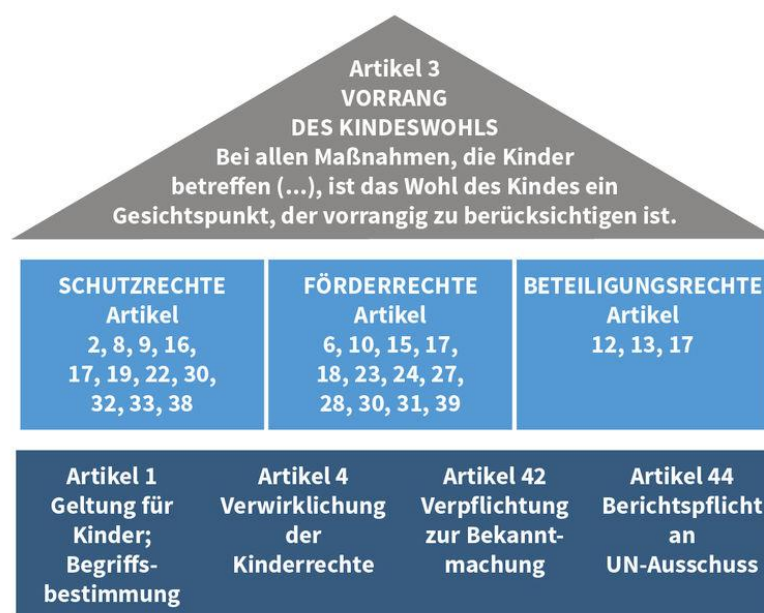 Artikel 3
VORRANG
DES KINDESWOHLS
Bei allen Maßnahmen, die Kinder
betreffen (...), ist das Wohl des Kindes ein
Gesichtspunkt, der vorrangig zu berücksichtigen ist.
SCHUTZRECHTE
Artikel
2, 8, 9, 16,
17, 19, 22, 30,
32, 33, 38
FÖRDERRECHTE
Artikel
6, 10, 15, 17,
18, 23, 24, 27,
28, 30, 31, 39
BETEILIGUNGSRECHTE
Artikel
12, 13, 17
Artikel 1
Geltung für
Kinder;
Begriffs-
bestimmung
Artikel 4
Verwirklichung
der
Kinderrechte
Artikel 42
Verpflichtung
zur Bekannt-
machung
Artikel 44
Berichtspflicht
an
UN-Ausschuss